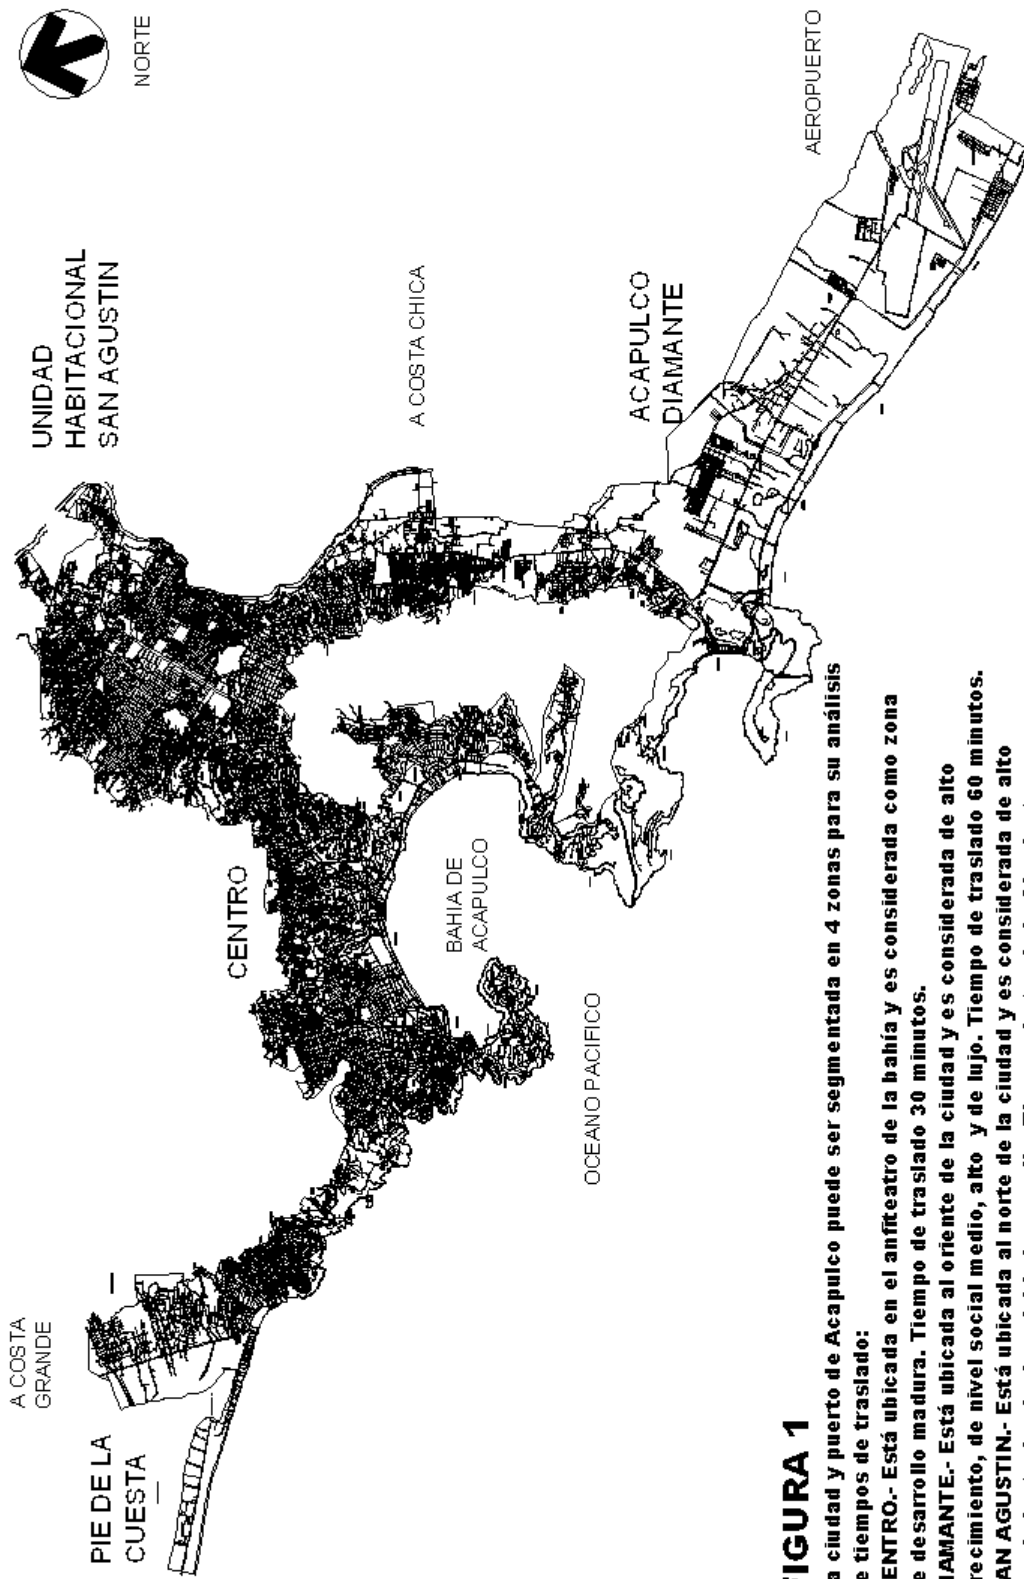 A COSTA
GRANDE
PIE DE LA
CUESTA
NORTE
UNIDAD
HABITACIONAL
SAN AGUSTIN
CENTRO
A COSTA CHICA
BAHIA DE
ACAPULCO
OCEANO PACIFICO
ACAPULCO
DIAMANTE
AEROPUERTO
FIGURA 1
a ciudad y puerto de Acapulco puede ser segmentada en 4 zonas para su análisis
e tiempos de traslado:
ENTRO.- Está ubicada en el anfiteatro de la bahía y es considerada como zona
e desarrollo madura. Tiempo de traslado 30 minutos.
IAMANTE.- Está ubicada al oriente de la ciudad y es considerada de alto
recimiento, de nivel social medio, alto y de lujo. Tiempo de traslado 60 minutos.
AN AGUSTIN.- Está ubicada al norte de la ciudad y es considerada de alto